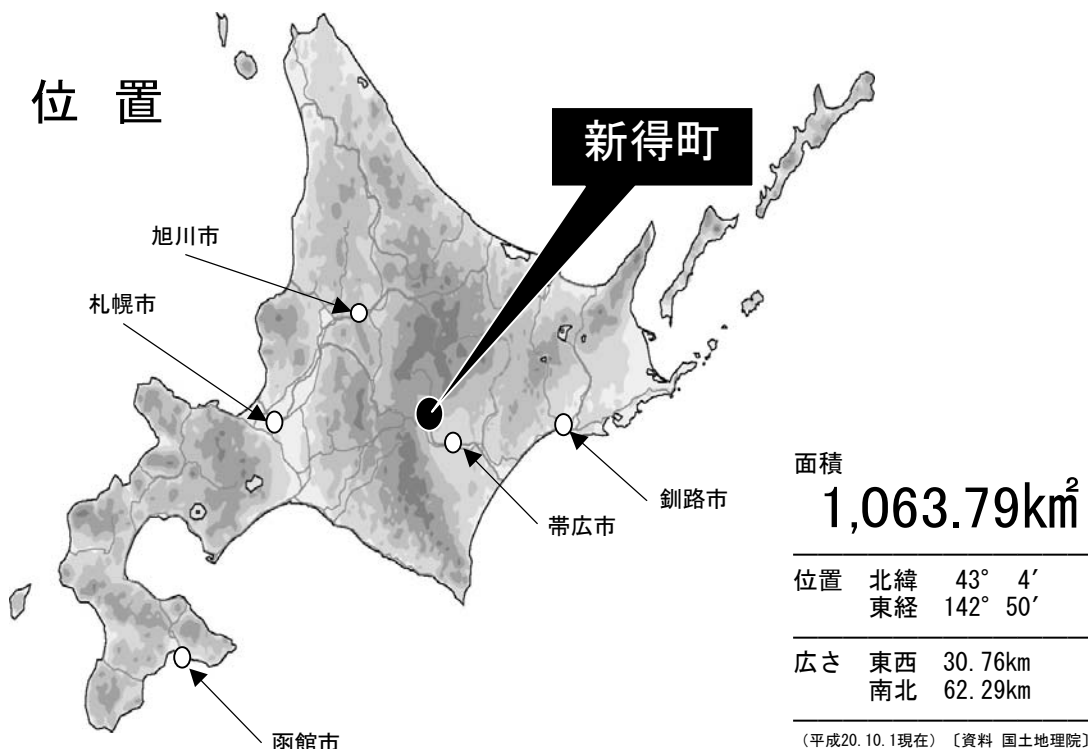 位 置
新得町
旭川市
札幌市
釧路市
帯広市
函館市
面積
1,063.79k㎡
位置 北緯 43° 4′
東経 142° 50′
広さ 東西 30.76km
南北 62.29km
(平成20.10.1現在) 〔資料 国土地理院〕